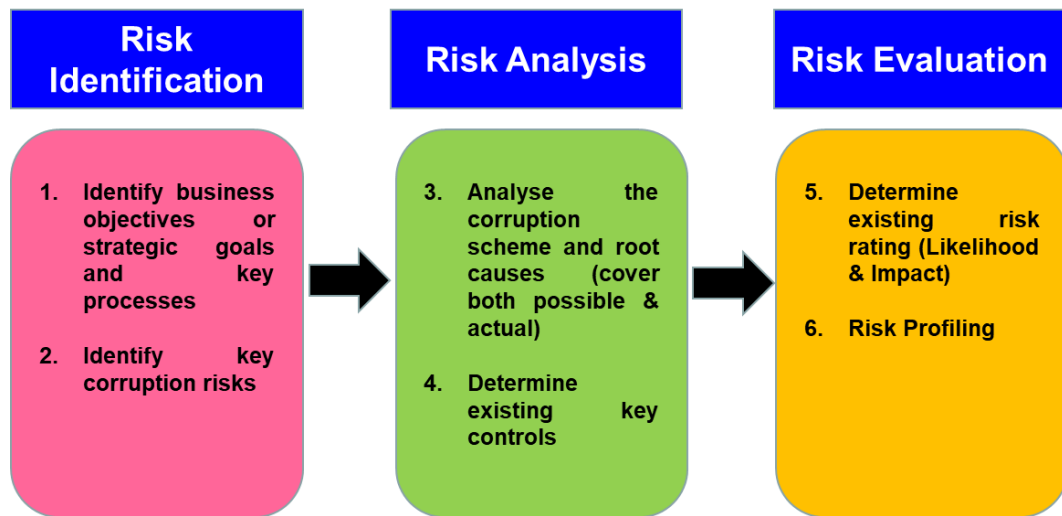 Risk
Identification
1. Identify business
objectives or
strategic goals
and key
processes
2. Identify key
corruption risks
Risk Analysis
3. Analyse the
corruption
scheme and root
causes (cover
both possible &
actual)
4. Determine
existing key
controls
Risk Evaluation
5. Determine
existing risk
rating (Likelihood
& Impact)
6. Risk Profiling